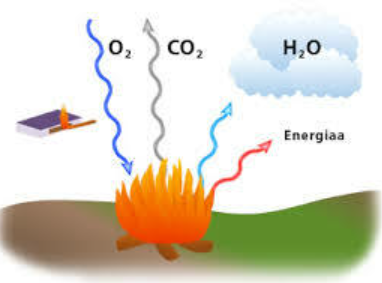 O₂
CO₂
H₂O
Energiaa